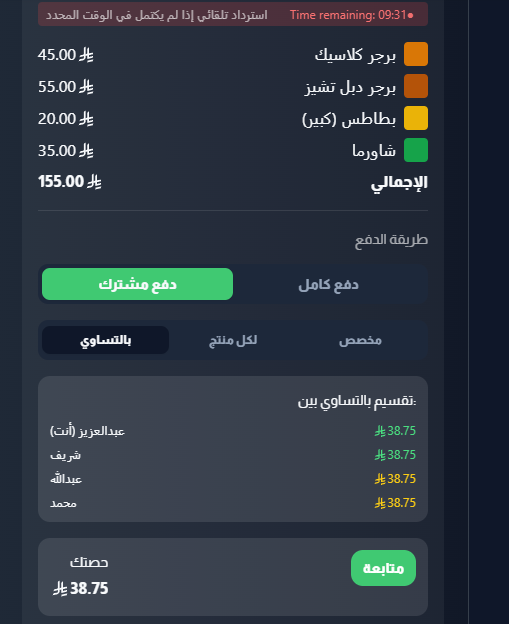 استرداد تلقائي إذا لم يكتمل في الوقت المحدد Time remaining: 09:31●
برجر كلاسيك 45.00 ⃁
برجر دبل تشيز 55.00 ⃁
بطاطس (كبير) 20.00 ⃁
شاورما 35.00 ⃁
الإجمالي 155.00 ⃁
طريقة الدفع
دفع كامل دفع مشترك
مخصص لكل منتج بالتساوي
:تقسيم بالتساوي بين
عبدالعزيز (أنت) ⃁ 38.75
شريف ⃁ 38.75
عبدالله ⃁ 38.75
محمد ⃁ 38.75
حصتك
38.75 ⃁
متابعة